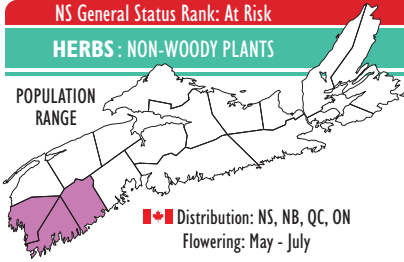 NS General Status Rank: At Risk
HERBS : NON-WOODY PLANTS
POPULATION
RANGE
Distribution: NS, NB, QC, ON
Flowering: May - July